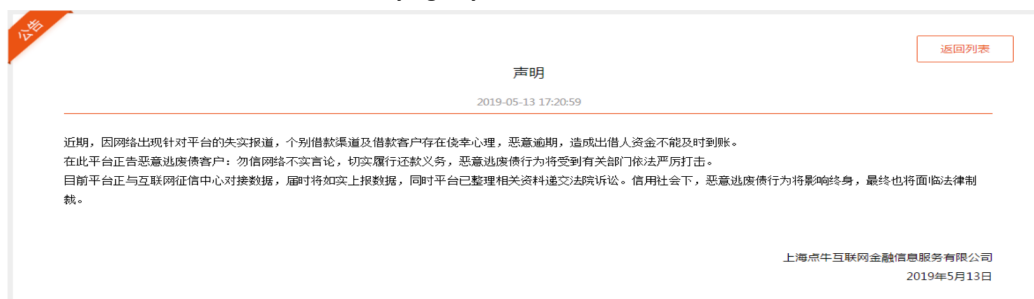 公告
返回列表
声明
2019-05-13 17:20:59
近期，因网络出现针对平台的失实报道，个别借款渠道及借款客户存在侥幸心理，恶意逾期，造成出借人资金不能及时到账。
在此平台正告恶意逃废债客户：勿信网络不实言论，切实履行还款义务，恶意逃废债行为将受到有关部门依法严厉打击。
目前平台正与互联网征信中心对接数据，届时将如实上报数据，同时平台已整理相关资料递交法院诉讼。信用社会下，恶意逃废债行为将影响终身，最终也将面临法律制
裁。
上海点牛互联网金融信息服务有限公司
2019年5月13日